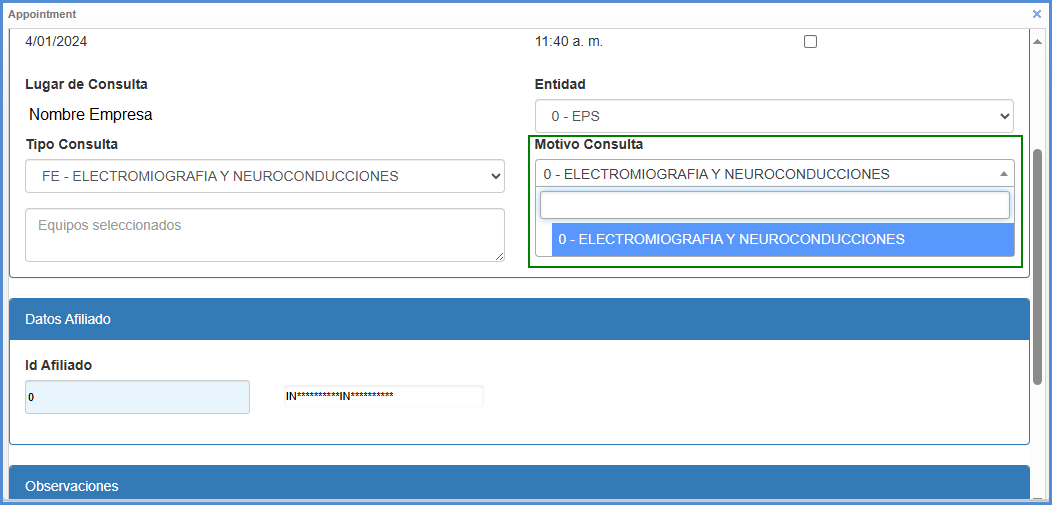 Appointment
4/01/2024
11:40 a. m.
Lugar de Consulta
Entidad
Nombre Empresa
0 - EPS
Tipo Consulta
Motivo Consulta
FE - ELECTROMIOGRAFIA Y NEUROCONDUCCIONES
0 - ELECTROMIOGRAFIA Y NEUROCONDUCCIONES
Equipos seleccionados
0 - ELECTROMIOGRAFIA Y NEUROCONDUCCIONES
Datos Afiliado
Id Afiliado
0
IN**********IN**********
Observaciones